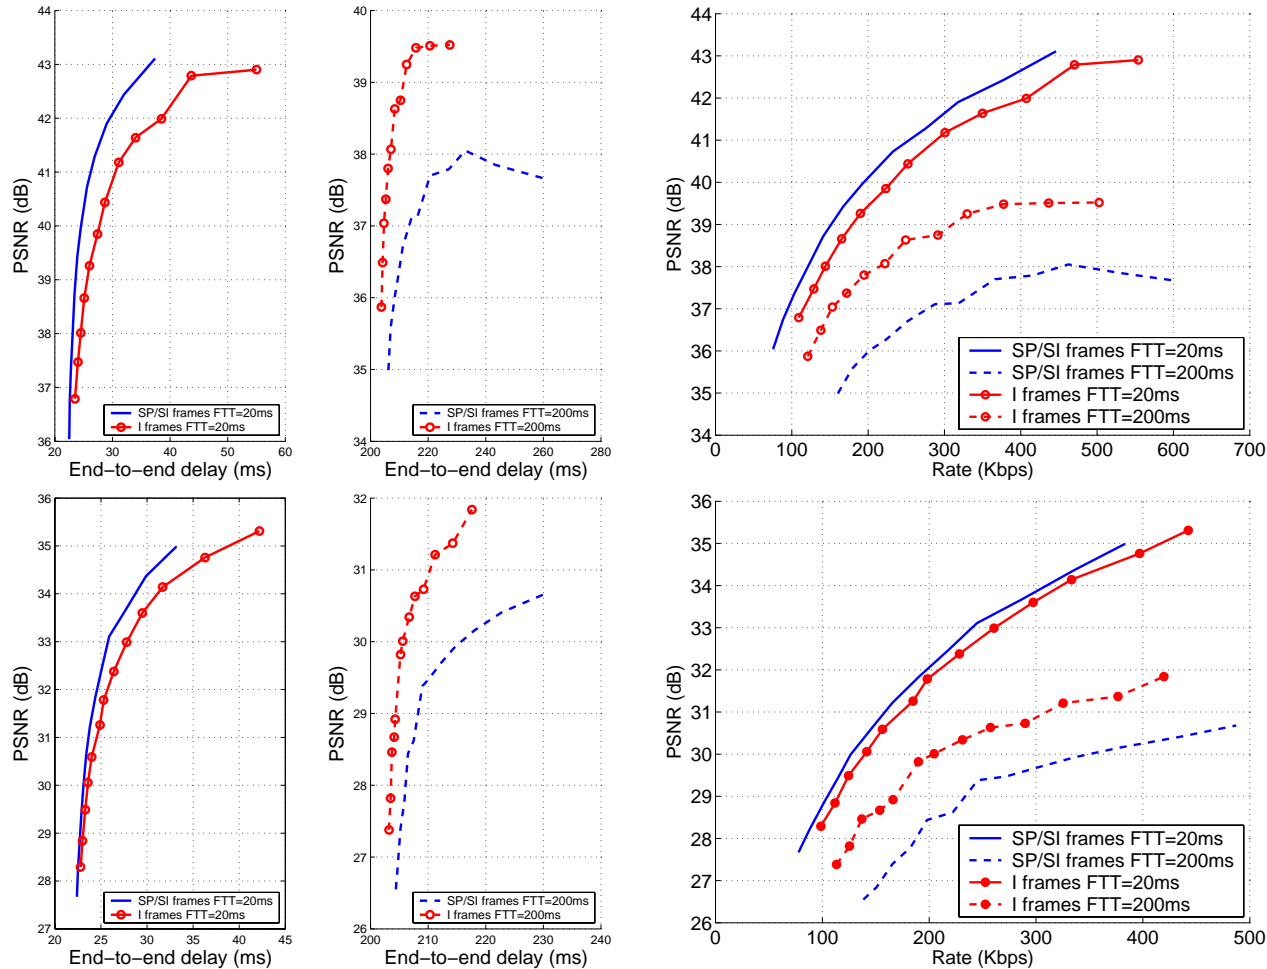 44
43
42
41
40
39
38
37
36
20 30 40 50 60
PSNR (dB)
End−to−end delay (ms)
SP/SI frames FTT=20ms
I frames FTT=20ms
40
39
38
37
36
35
34
200 220 240 260 280
PSNR (dB)
End−to−end delay (ms)
SP/SI frames FTT=200ms
I frames FTT=200ms
44
43
42
41
40
39
38
37
36
35
34
0 100 200 300 400 500 600 700
PSNR (dB)
Rate (Kbps)
SP/SI frames FTT=20ms
SP/SI frames FTT=200ms
I frames FTT=20ms
I frames FTT=200ms
36
35
34
33
32
31
30
29
28
27
20 25 30 35 40 45
PSNR (dB)
End−to−end delay (ms)
SP/SI frames FTT=20ms
I frames FTT=20ms
32
31
30
29
28
27
26
200 210 220 230 240
PSNR (dB)
End−to−end delay (ms)
SP/SI frames FTT=200ms
I frames FTT=200ms
36
35
34
33
32
31
30
29
28
27
26
0 100 200 300 400 500
PSNR (dB)
Rate (Kbps)
SP/SI frames FTT=20ms
SP/SI frames FTT=200ms
I frames FTT=20ms
I frames FTT=200ms